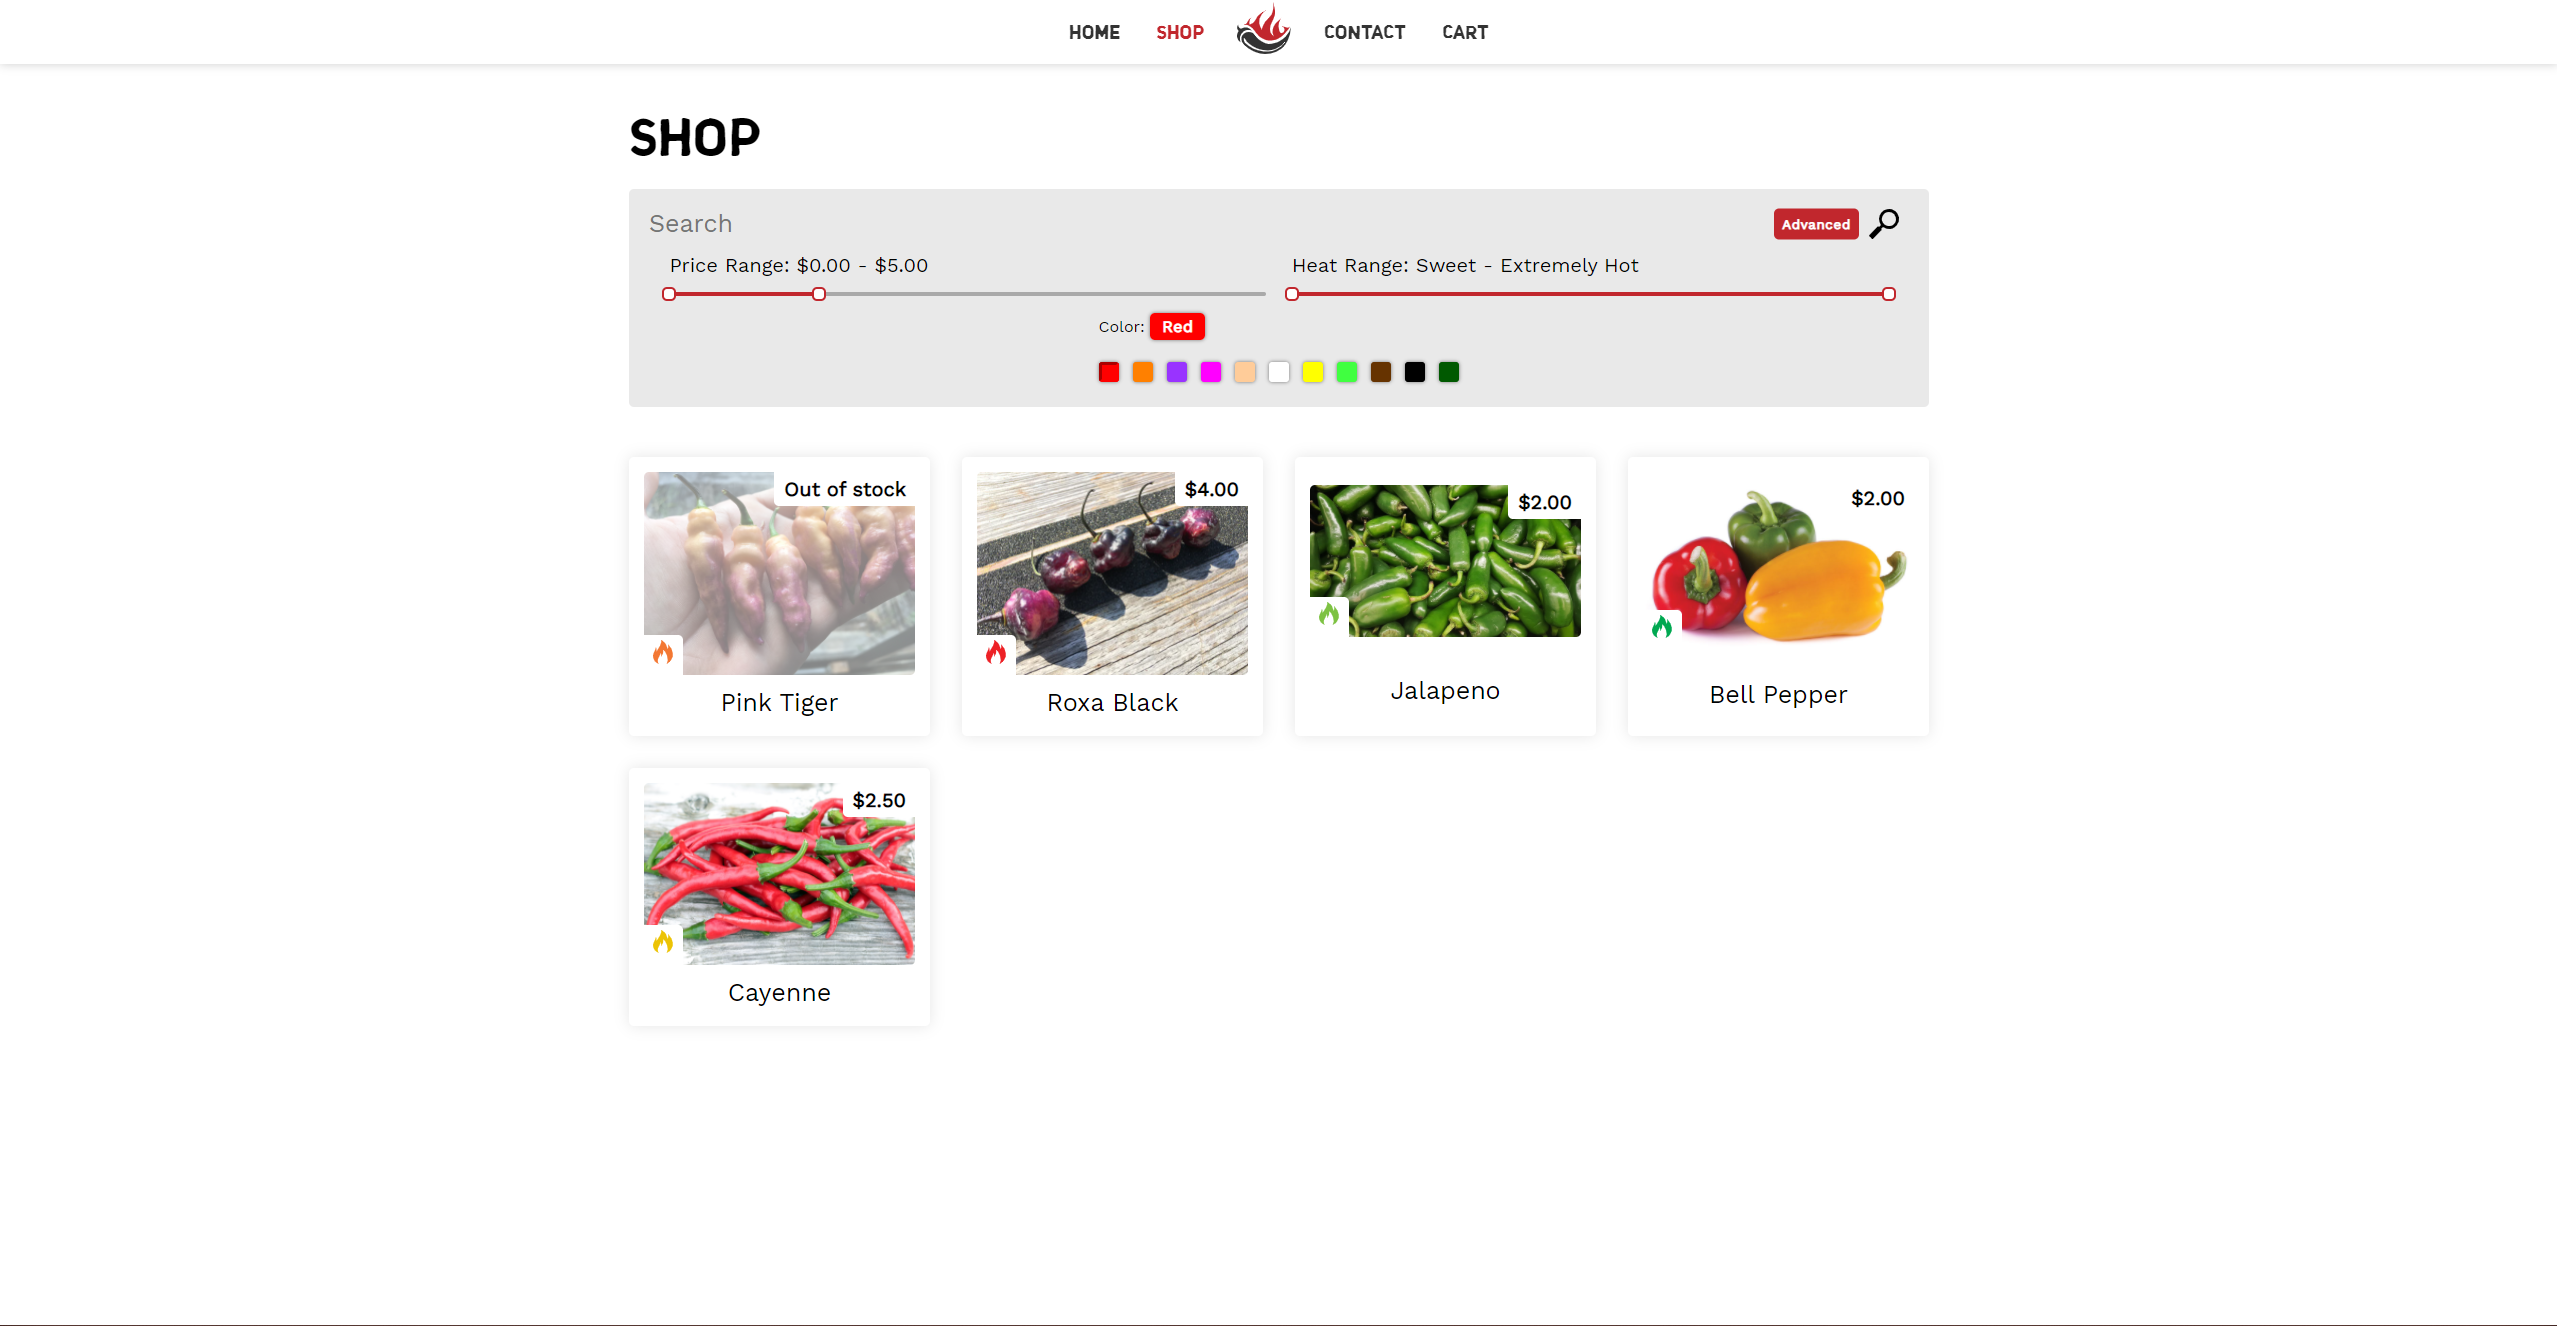 HOME SHOP CONTACT CART
SHOP
Search
Advanced
Price Range: $0.00 - $5.00
Heat Range: Sweet - Extremely Hot
Color: Red
Out of stock
Pink Tiger
$4.00
Roxa Black
$2.00
Jalapeno
$2.00
Bell Pepper
$2.50
Cayenne